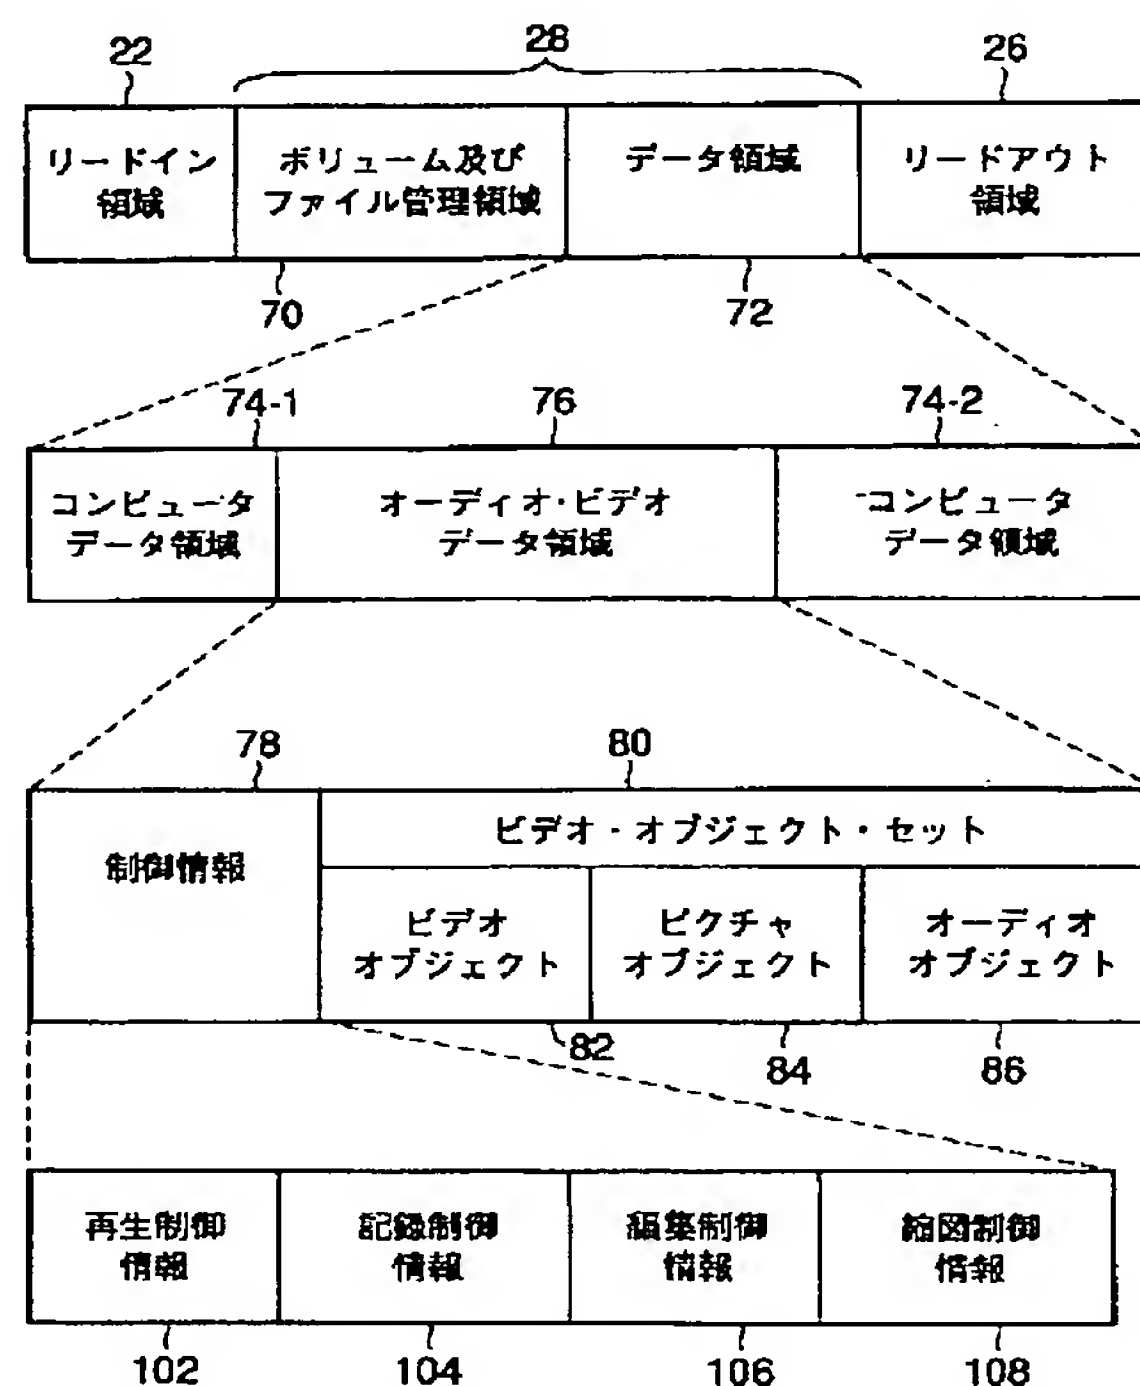 22
28
26
リードイン
領域
ボリューム及び
ファイル管理領域
データ領域
リードアウト
領域
70
72
74-1
76
74-2
コンピュータ
データ領域
オーディオ・ビデオ
データ領域
コンピュータ
データ領域
78
80
制御情報
ビデオ・オブジェクト・セット
ビデオ
オブジェクト
ピクチャ
オブジェクト
オーディオ
オブジェクト
82
84
86
再生制御
情報
記録制御
情報
編集制御
情報
縮図制御
情報
102
104
106
108